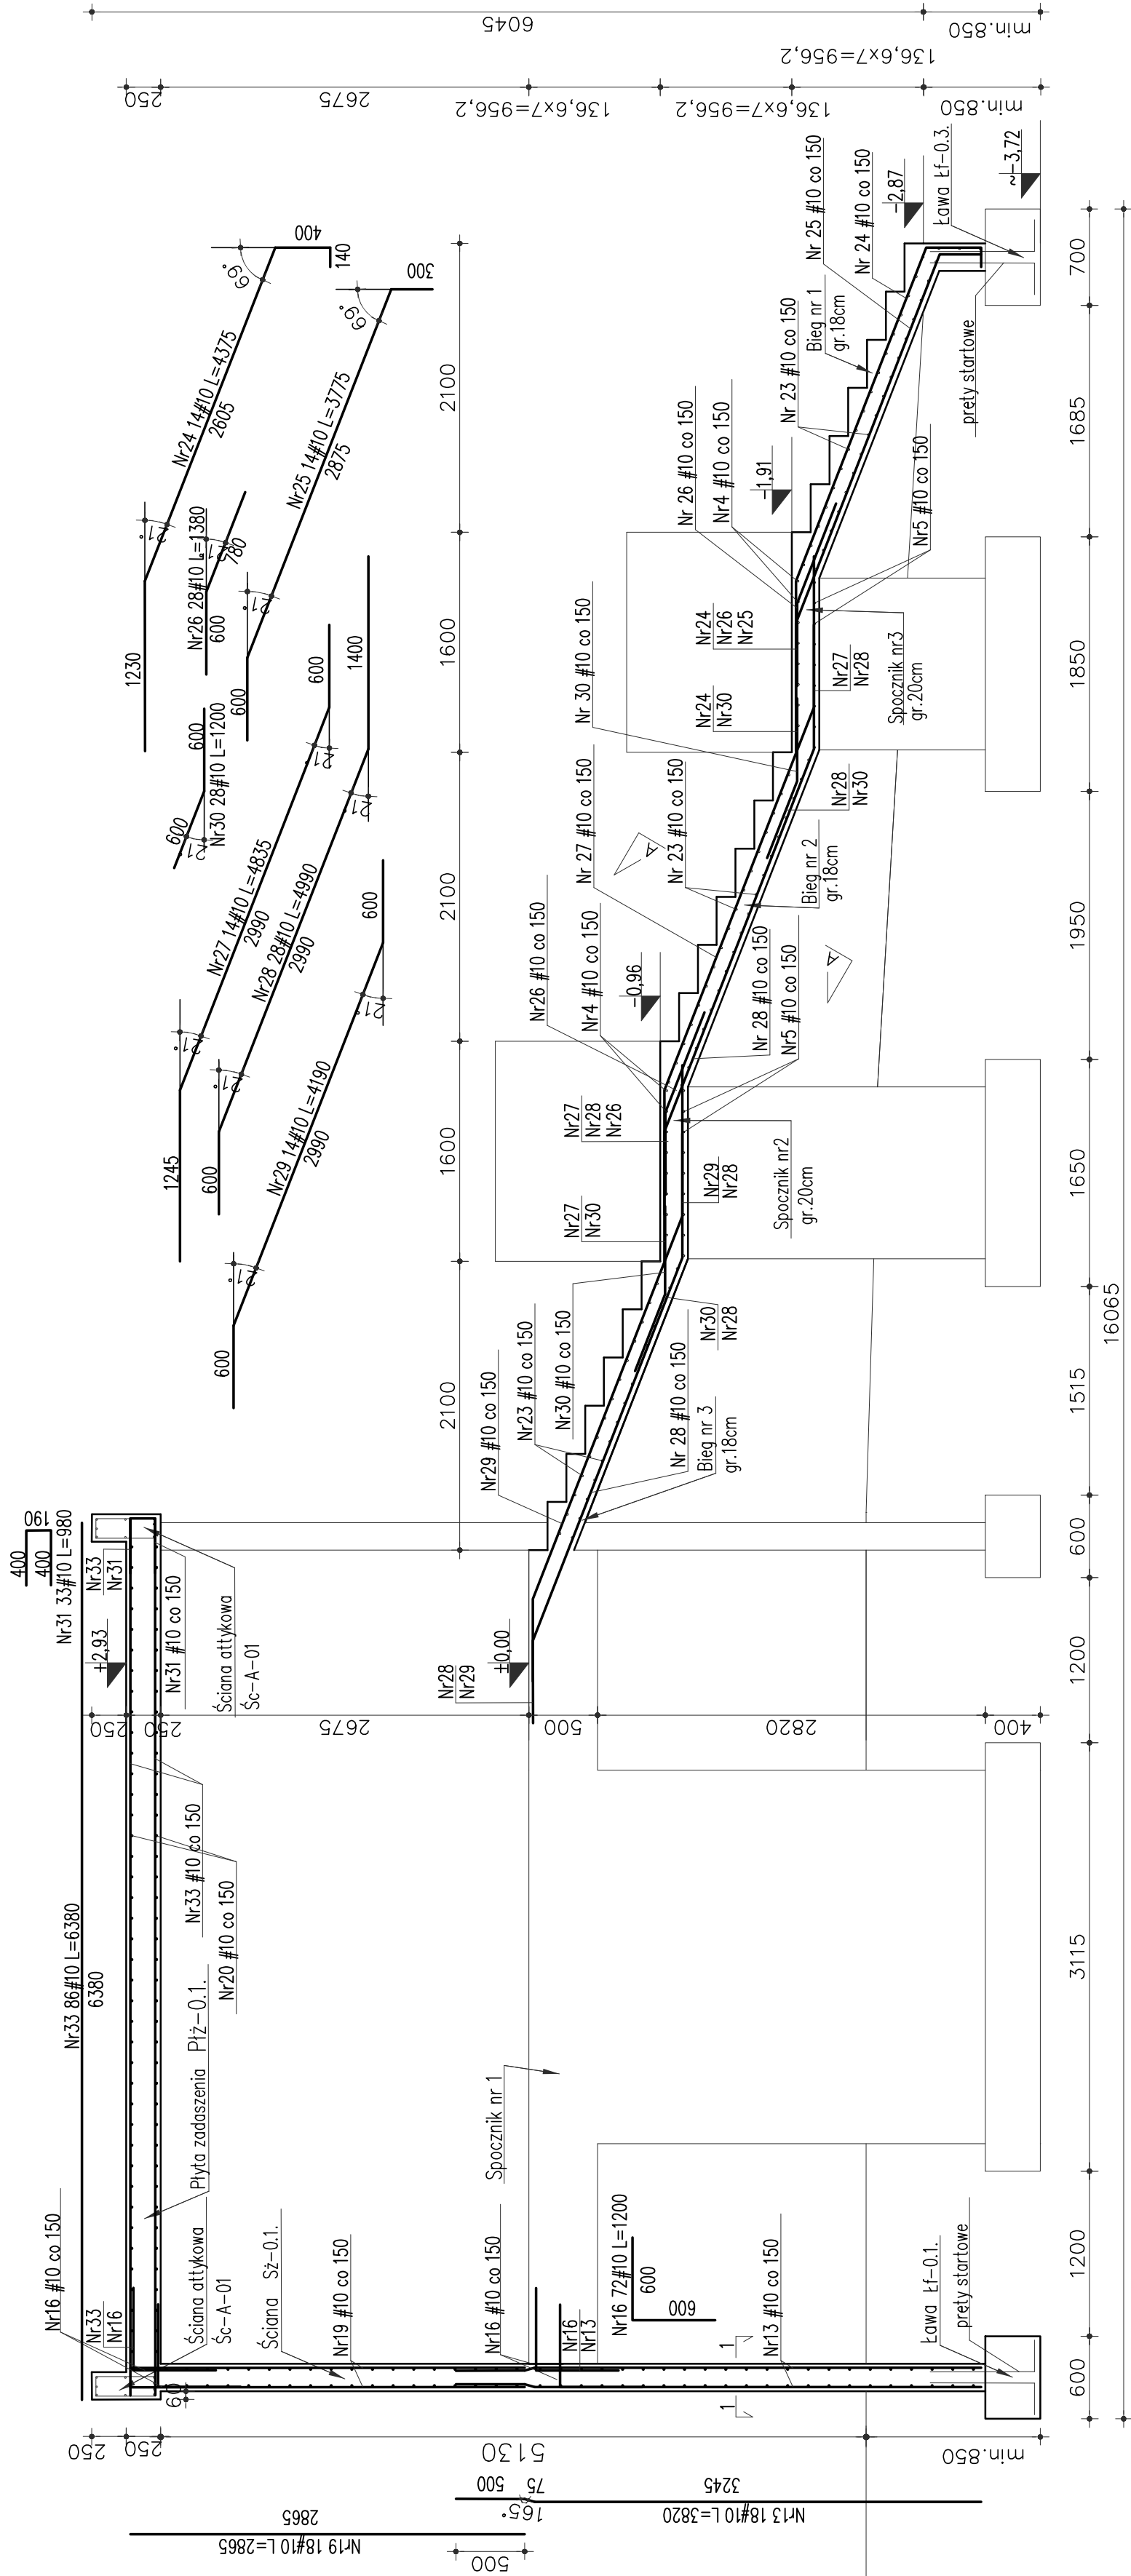 6045
min.850
250
2675
136,6x7=956,2
136,6x7=956,2
136,6x7=956,2
min.850
Nr24 14#10 L=4375
1230
2605
69°
21°
400
140
Nr25 14#10 L=3775
600
2875
69°
21°
300
Nr26 28#10 L=1380
600
780
21°
Nr27 14#10 L=4835
1245
2990
600
21°
21°
Nr28 28#10 L=4990
600
2990
1400
21°
21°
Nr29 14#10 L=4190
600
2990
600
21°
21°
Nr30 28#10 L=1200
600
600
21°
2100
1600
2100
1600
2100
Nr31 33#10 L=980
400
400
190
Nr33 86#10 L=6380
6380
Nr33
Nr31
+2,93
Nr31 #10 co 150
Ściana attykowa
Śc-A-01
Nr33 #10 co 150
Nr20 #10 co 150
Płyta zadaszenia Płż-0.1.
Nr16 #10 co 150
Nr33
Nr16
Ściana attykowa
Śc-A-01
Ściana Sż-0.1.
Nr19 #10 co 150
60
250
250
2675
500
2820
400
Nr28
Nr29
±0,00
Spocznik nr 1
Nr16 #10 co 150
Nr16
Nr13
Nr16 72#10 L=1200
600
600
Nr13 #10 co 150
1
1
Ława Łf-0.1.
pręty startowe
Nr29 #10 co 150
Nr23 #10 co 150
Nr30 #10 co 150
Nr 28 #10 co 150
Bieg nr 3
gr.18cm
Nr27
Nr30
Nr30
Nr28
Nr27
Nr28
Nr26
Nr29
Nr28
Spocznik nr2
gr.20cm
-0,96
Nr26 #10 co 150
Nr4 #10 co 150
Nr 28 #10 co 150
Nr5 #10 co 150
Nr 27 #10 co 150
Nr 23 #10 co 150
A
A
Bieg nr 2
gr.18cm
Nr 30 #10 co 150
Nr24
Nr30
Nr28
Nr30
Nr24
Nr26
Nr25
Nr27
Nr28
Spocznik nr3
gr.20cm
-1,91
Nr 26 #10 co 150
Nr4 #10 co 150
Nr5 #10 co 150
Nr 23 #10 co 150
Bieg nr 1
gr.18cm
Nr 25 #10 co 150
Nr 24 #10 co 150
-2,87
Ława Łf-0.3.
pręty startowe
≈-3,72
700
1685
1850
1950
1650
1515
600
1200
3115
1200
600
16065
250
250
5130
min.850
Nr19 18#10 L=2865
2865
500
Nr13 18#10 L=3820
500
75
3245
165°